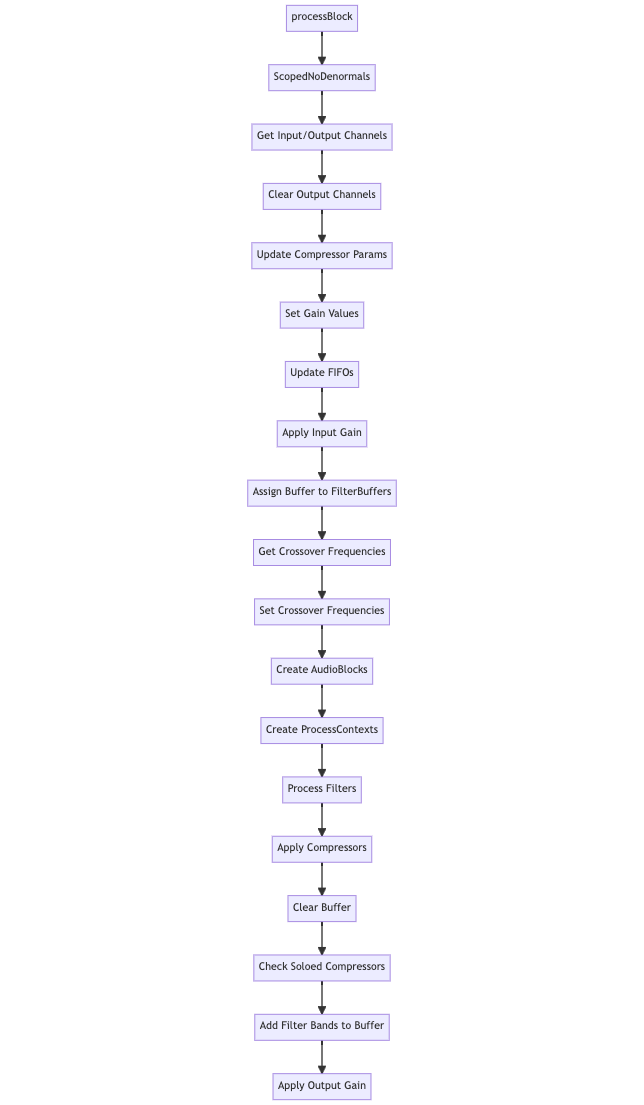 processBlock
ScopedNoDenormals
Get Input/Output Channels
Clear Output Channels
Update Compressor Params
Set Gain Values
Update FIFOs
Apply Input Gain
Assign Buffer to FilterBuffers
Get Crossover Frequencies
Set Crossover Frequencies
Create AudioBlocks
Create ProcessContexts
Process Filters
Apply Compressors
Clear Buffer
Check Soloed Compressors
Add Filter Bands to Buffer
Apply Output Gain